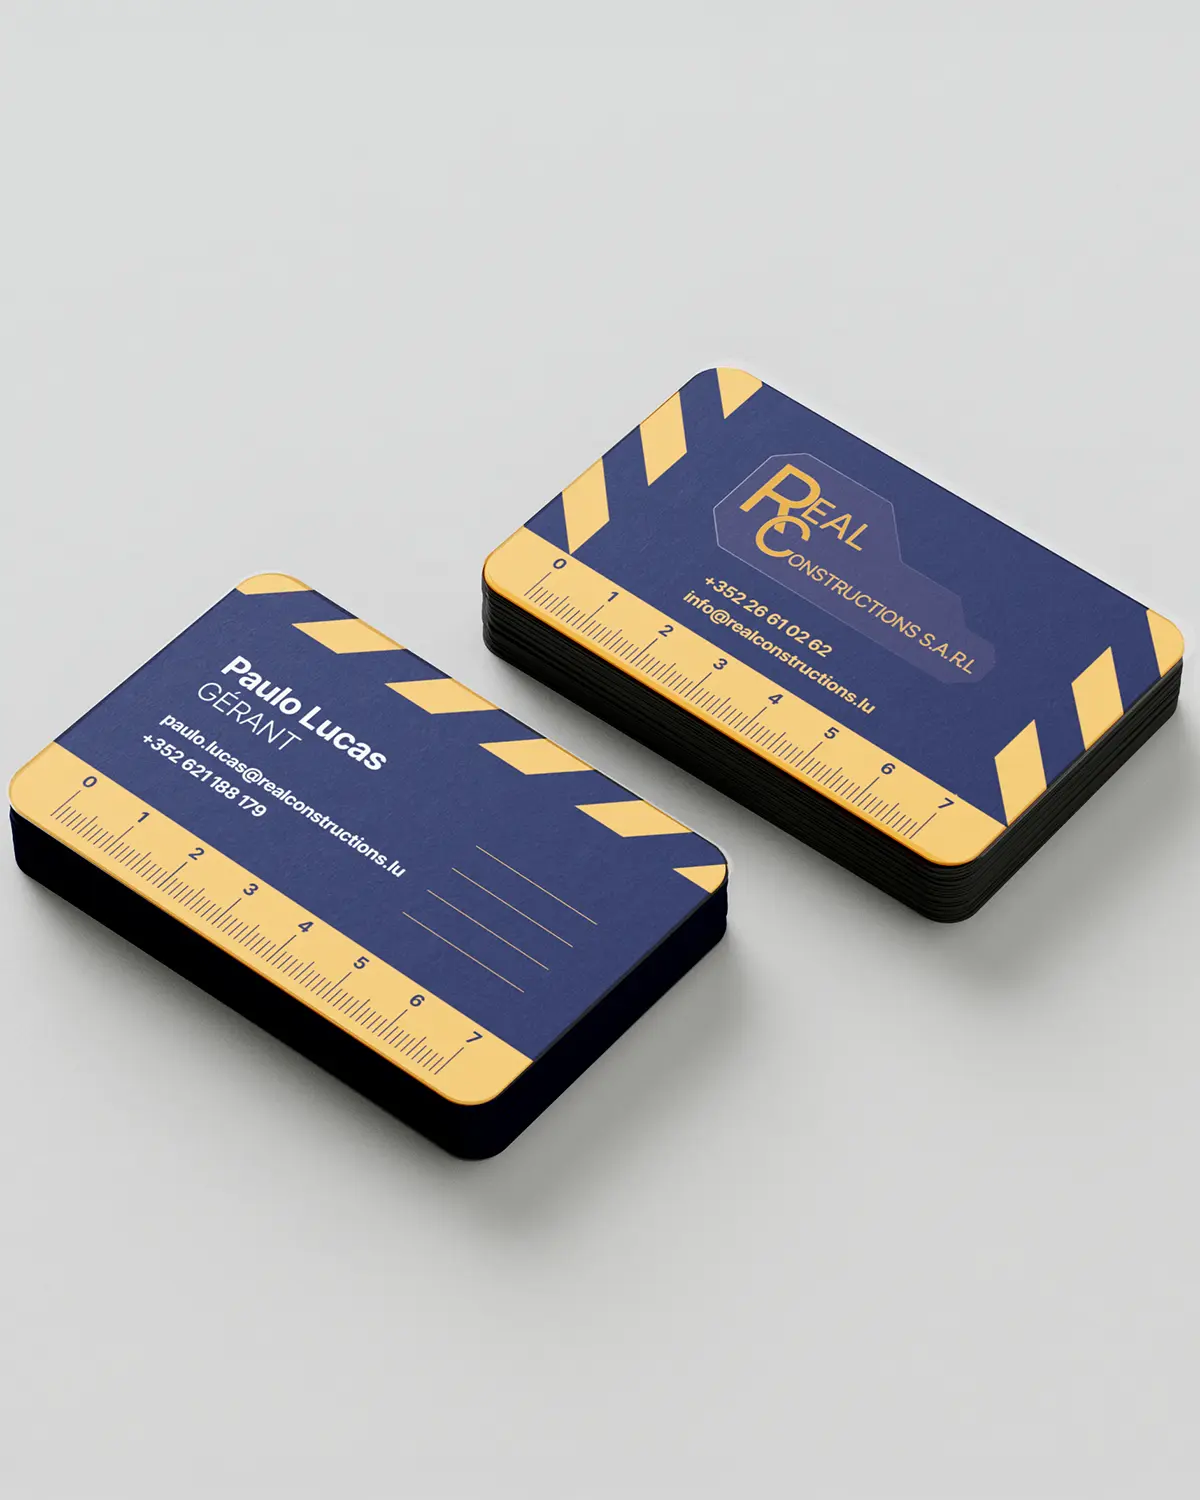 REAL
CONSTRUCTIONS S.A.RL
+352 26 61 02 62
info@realconstructions.lu
0 1 2 3 4 5 6 7
Paulo Lucas
GÉRANT
paulo.lucas@realconstructions.lu
+352 621 188 179
0 1 2 3 4 5 6 7